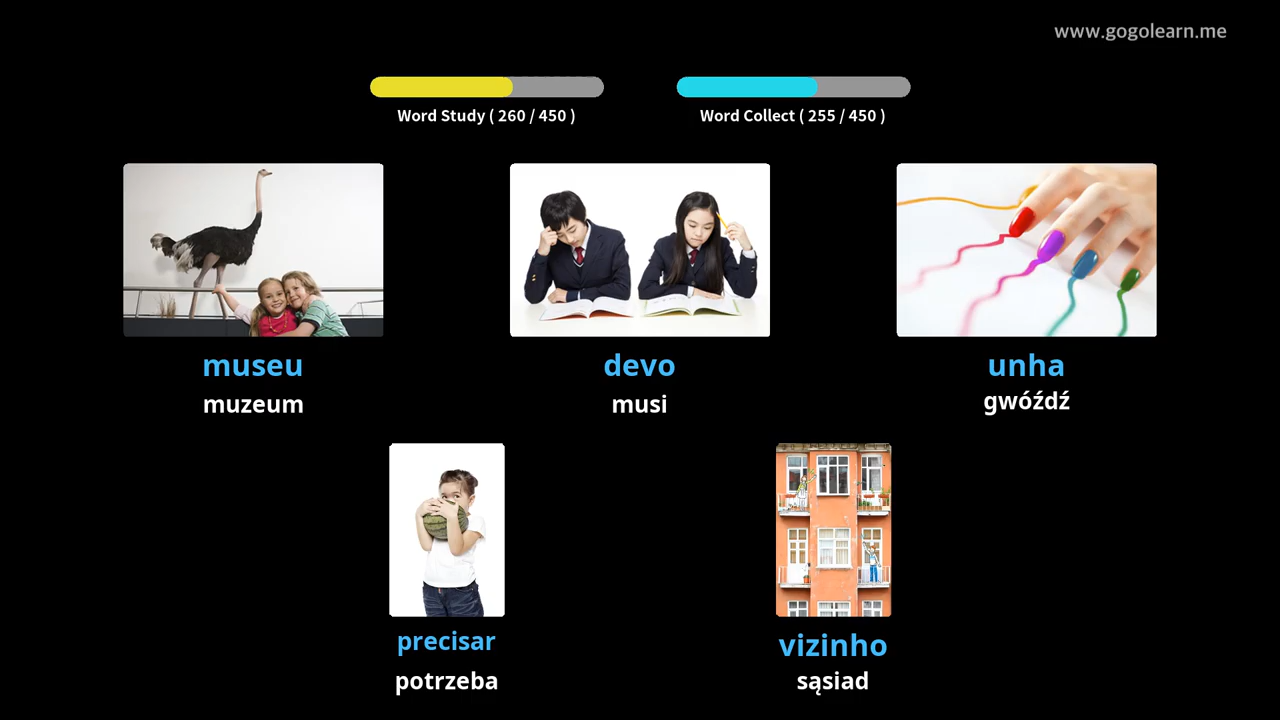 www.gogolearn.me
Word Study ( 260 / 450 )
Word Collect ( 255 / 450 )
museu
muzeum
devo
musi
unha
gwóźdź
precisar
potrzeba
vizinho
sąsiad